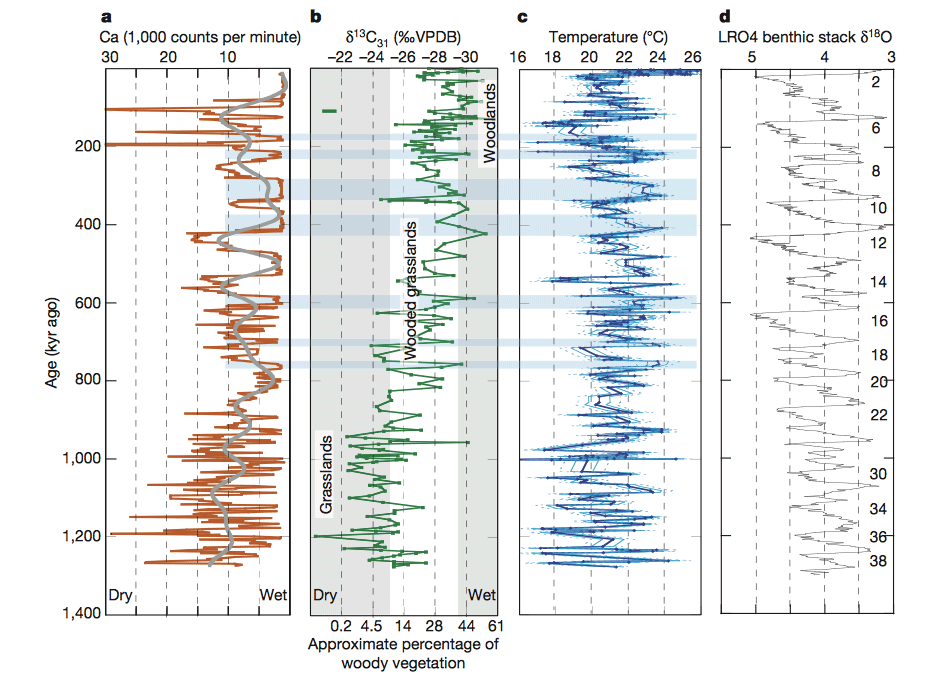 a
b
c
d
Ca (1,000 counts per minute)
δ¹³C₃₁ (‰VPDB)
Temperature (°C)
LRO4 benthic stack δ¹⁸O
30 20 10
−22 −24 −26 −28 −30
16 18 20 22 24 26
5 4 3
Age (kyr ago)
200
400
600
800
1,000
1,200
1,400
Dry Wet
Woodlands
Wooded grasslands
Grasslands
Dry Wet
0.2 4.5 14 28 44 61
Approximate percentage of
woody vegetation
2
6
8
10
12
14
16
18
20
22
30
34
36
38